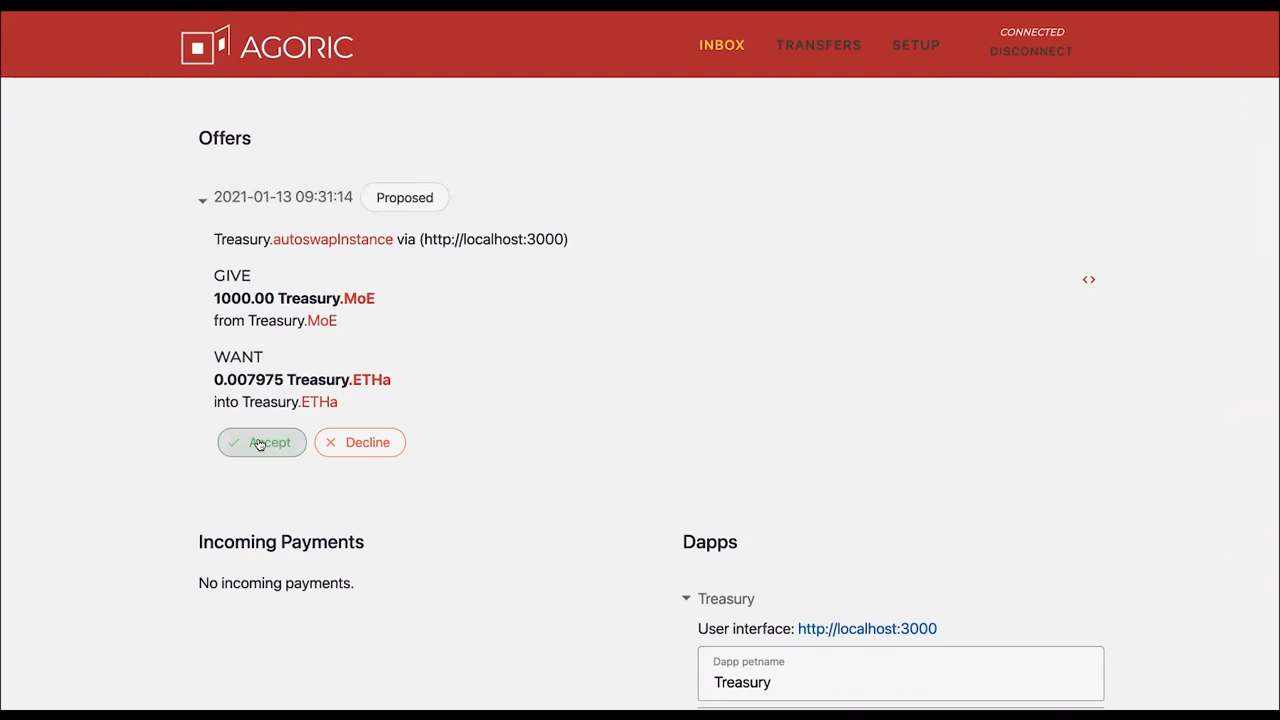 AGORIC
INBOX TRANSFERS SETUP
CONNECTED
DISCONNECT
Offers
2021-01-13 09:31:14 Proposed
Treasury.autoswapInstance via (http://localhost:3000)
GIVE
1000.00 Treasury.MoE
from Treasury.MoE
WANT
0.007975 Treasury.ETHa
into Treasury.ETHa
Accept Decline
Incoming Payments
No incoming payments.
Dapps
Treasury
User interface: http://localhost:3000
Dapp petname
Treasury